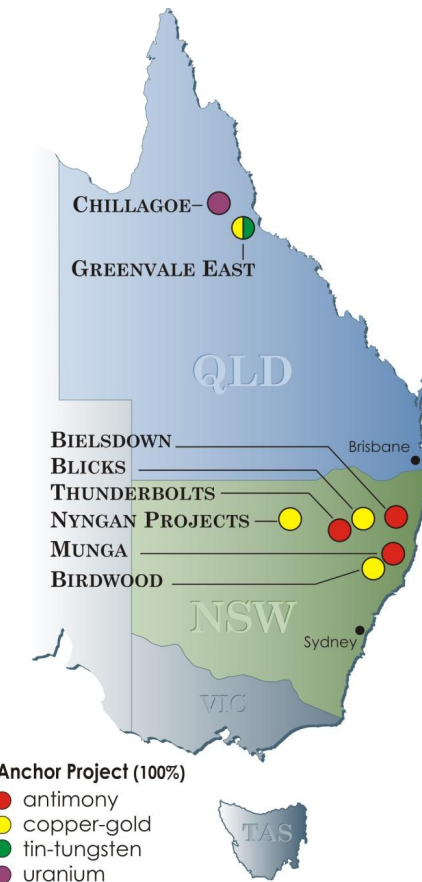 CHILLAGOE
GREENVALE EAST
QLD
BIELSDOWN
Brisbane
BLICKS
THUNDERBOLTS
NYNGAN PROJECTS
MUNGA
BIRDWOOD
NSW
Sydney
VIC
Anchor Project (100%)
antimony
copper-gold
tin-tungsten
uranium
TAS